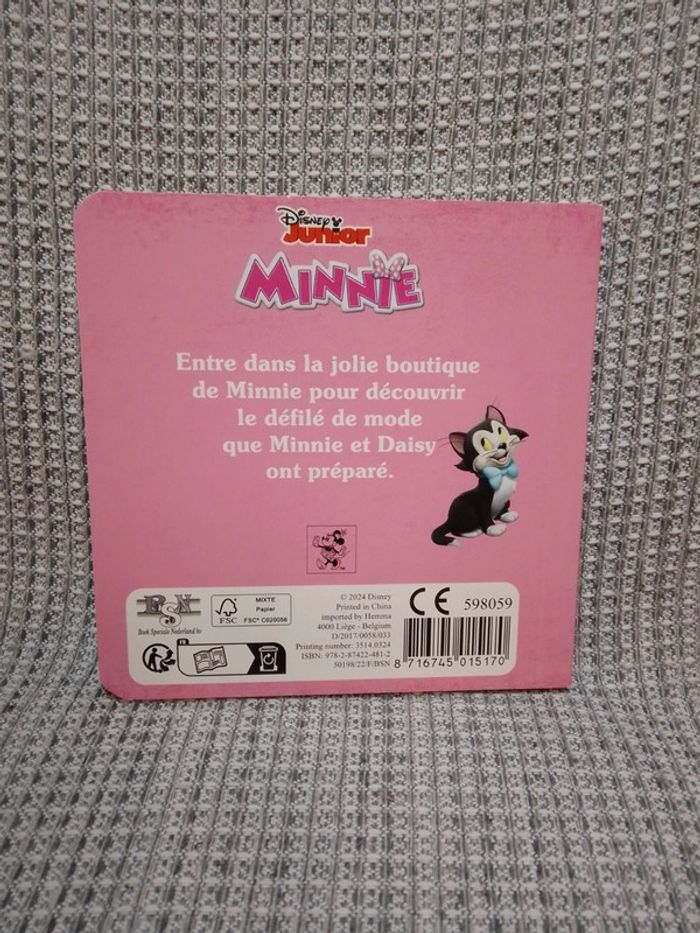 Disney
Junior
MINNIE
Entre dans la jolie boutique
de Minnie pour découvrir
le défilé de mode
que Minnie et Daisy
ont préparé.
BSN
Book Speciale Nederland bv
FSC
MIXTE
Papier
FSC® C020056
FR
© 2024 Disney
Printed in China
imported by Hemma
4000 Liège - Belgium
D/2017/0058/033
Printing number: 3514.0324
ISBN: 978-2-87422-481-2
50198/22/F/BSN
CE 598059
8 716745 015170